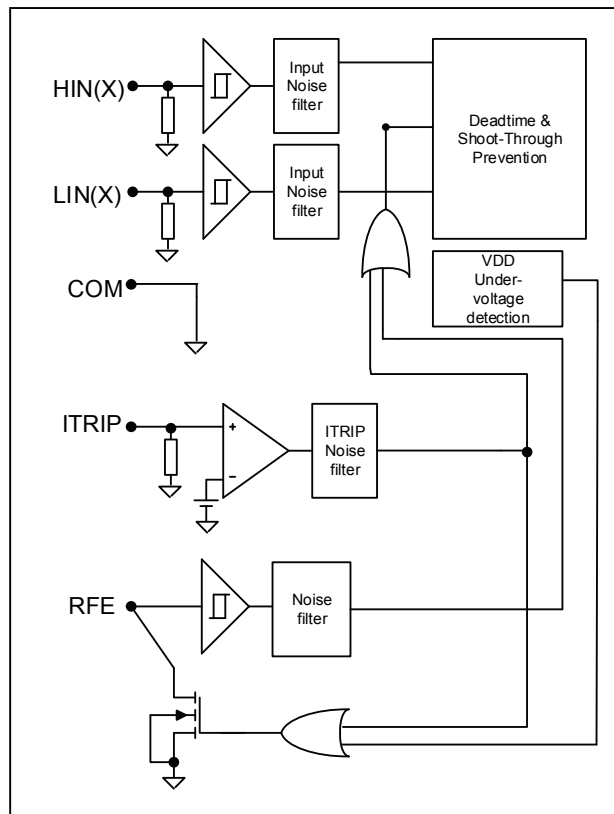 HIN(X)
Input
Noise
filter
Deadtime &
Shoot-Through
Prevention
LIN(X)
Input
Noise
filter
COM
VDD
Under-
voltage
detection
ITRIP
+
−
ITRIP
Noise
filter
RFE
Noise
filter